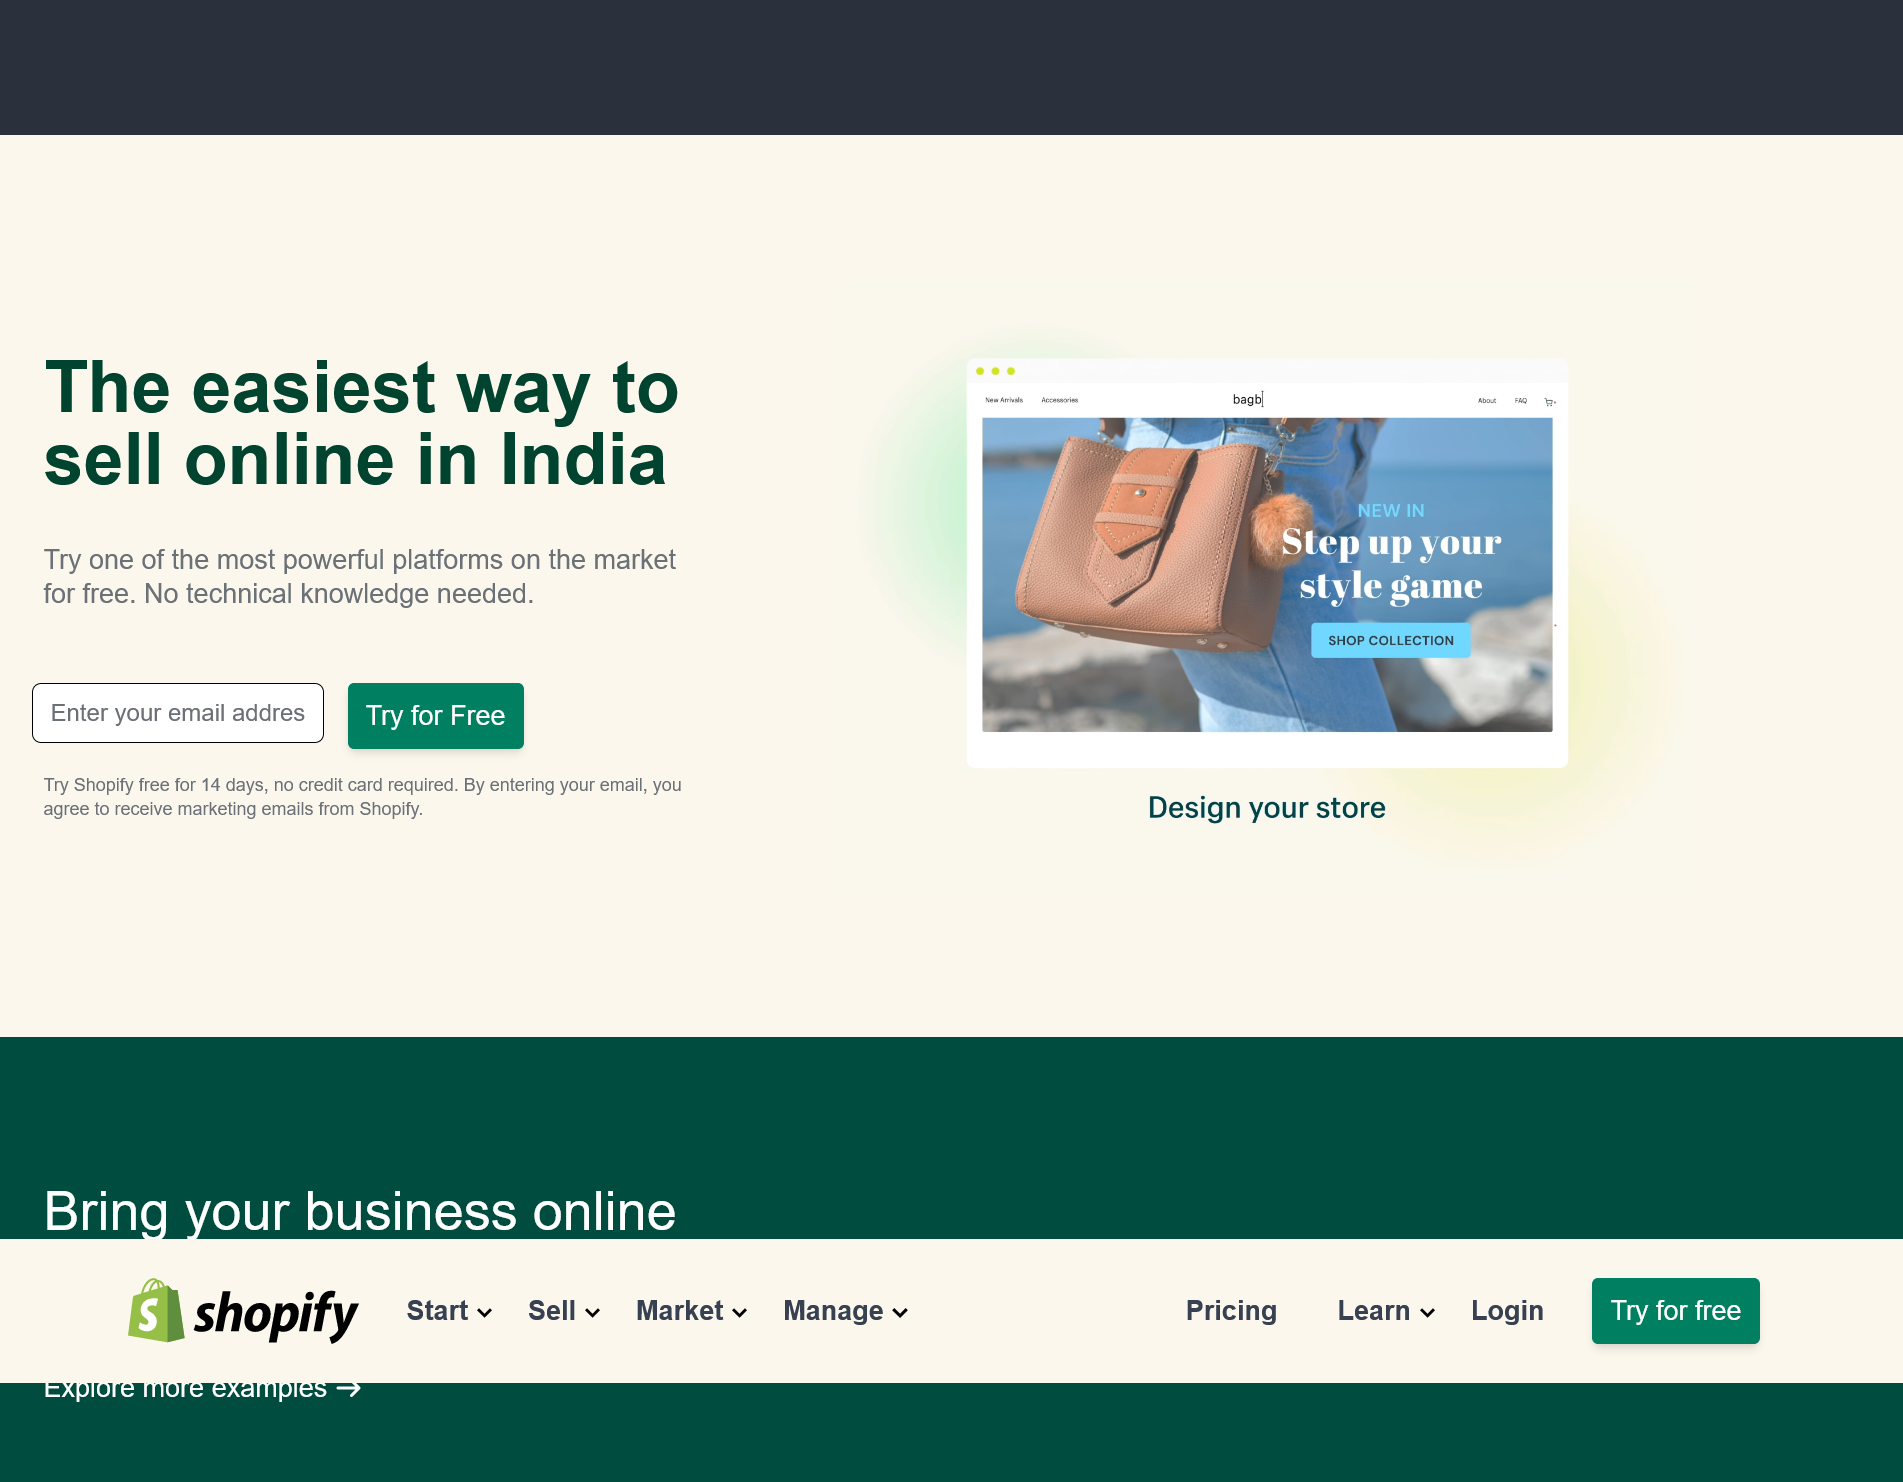 The easiest way to
sell online in India
Try one of the most powerful platforms on the market
for free. No technical knowledge needed.
Enter your email addres
Try for Free
Try Shopify free for 14 days, no credit card required. By entering your email, you
agree to receive marketing emails from Shopify.
New Arrivals
Accessories
bagb
About
FAQ
NEW IN
Step up your
style game
SHOP COLLECTION
Design your store
Bring your business online
shopify
Start
Sell
Market
Manage
Pricing
Learn
Login
Try for free
Explore more examples →